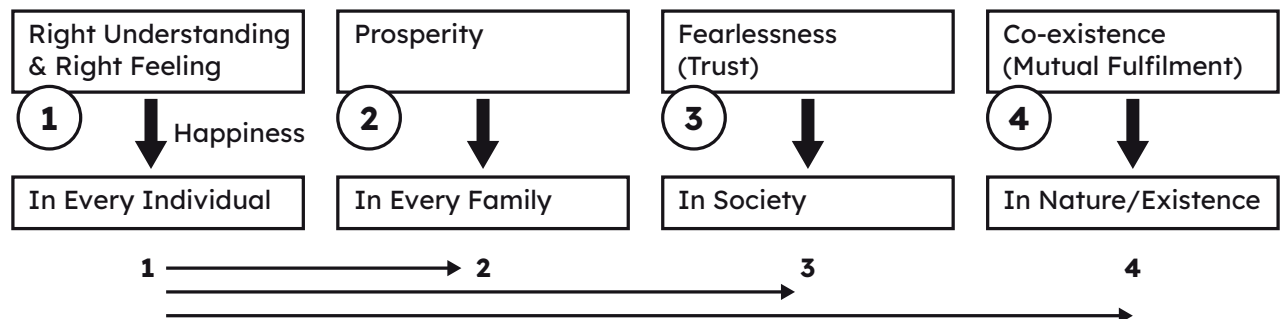 Right Understanding
& Right Feeling
1
Happiness
In Every Individual
Prosperity
2
In Every Family
Fearlessness
(Trust)
3
In Society
Co-existence
(Mutual Fulfilment)
4
In Nature/Existence
1 2 3 4